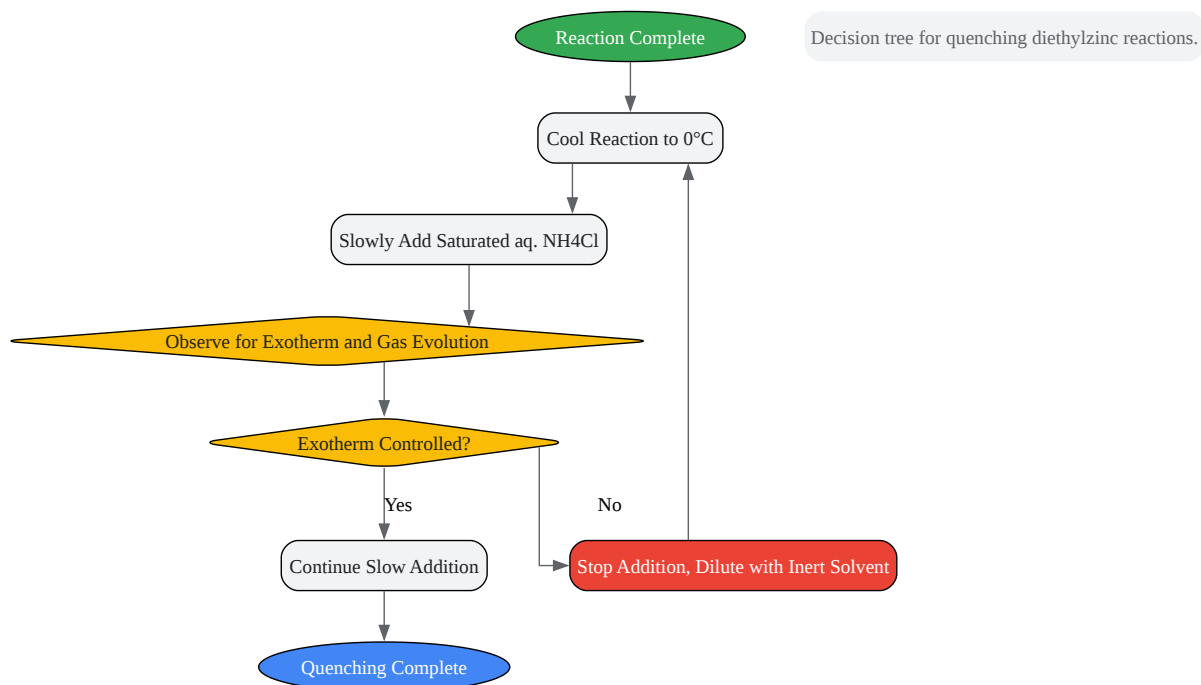 Reaction Complete
Decision tree for quenching diethylzinc reactions.
Cool Reaction to 0°C
Slowly Add Saturated aq. NH4Cl
Observe for Exotherm and Gas Evolution
Exotherm Controlled?
Yes
No
Continue Slow Addition
Stop Addition, Dilute with Inert Solvent
Quenching Complete